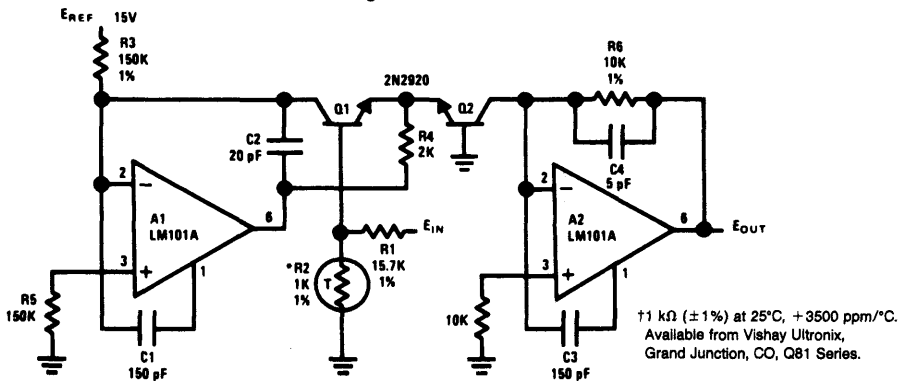 EREF 15V
R3
150K
1%
2N2920
Q1
Q2
R6
10K
1%
C2
20 pF
R4
2K
C4
5 pF
2
−
A1
LM101A
6
3
+
1
R5
150K
C1
150 pF
EIN
R1
15.7K
1%
*R2
1K
1%
T
2
−
A2
LM101A
6
EOUT
3
+
1
10K
C3
150 pF
†1 kΩ (±1%) at 25°C, +3500 ppm/°C.
Available from Vishay Ultronix,
Grand Junction, CO, Q81 Series.